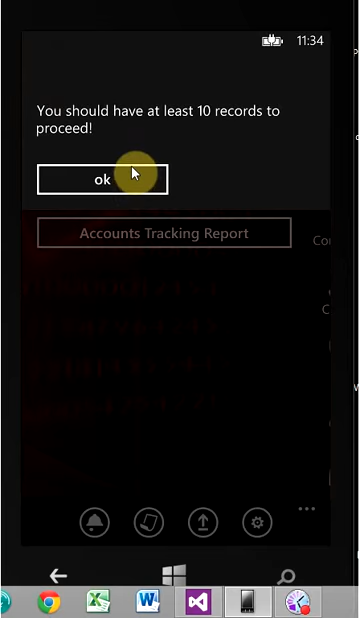 11:34
You should have at least 10 records to
proceed!
ok
Accounts Tracking Report